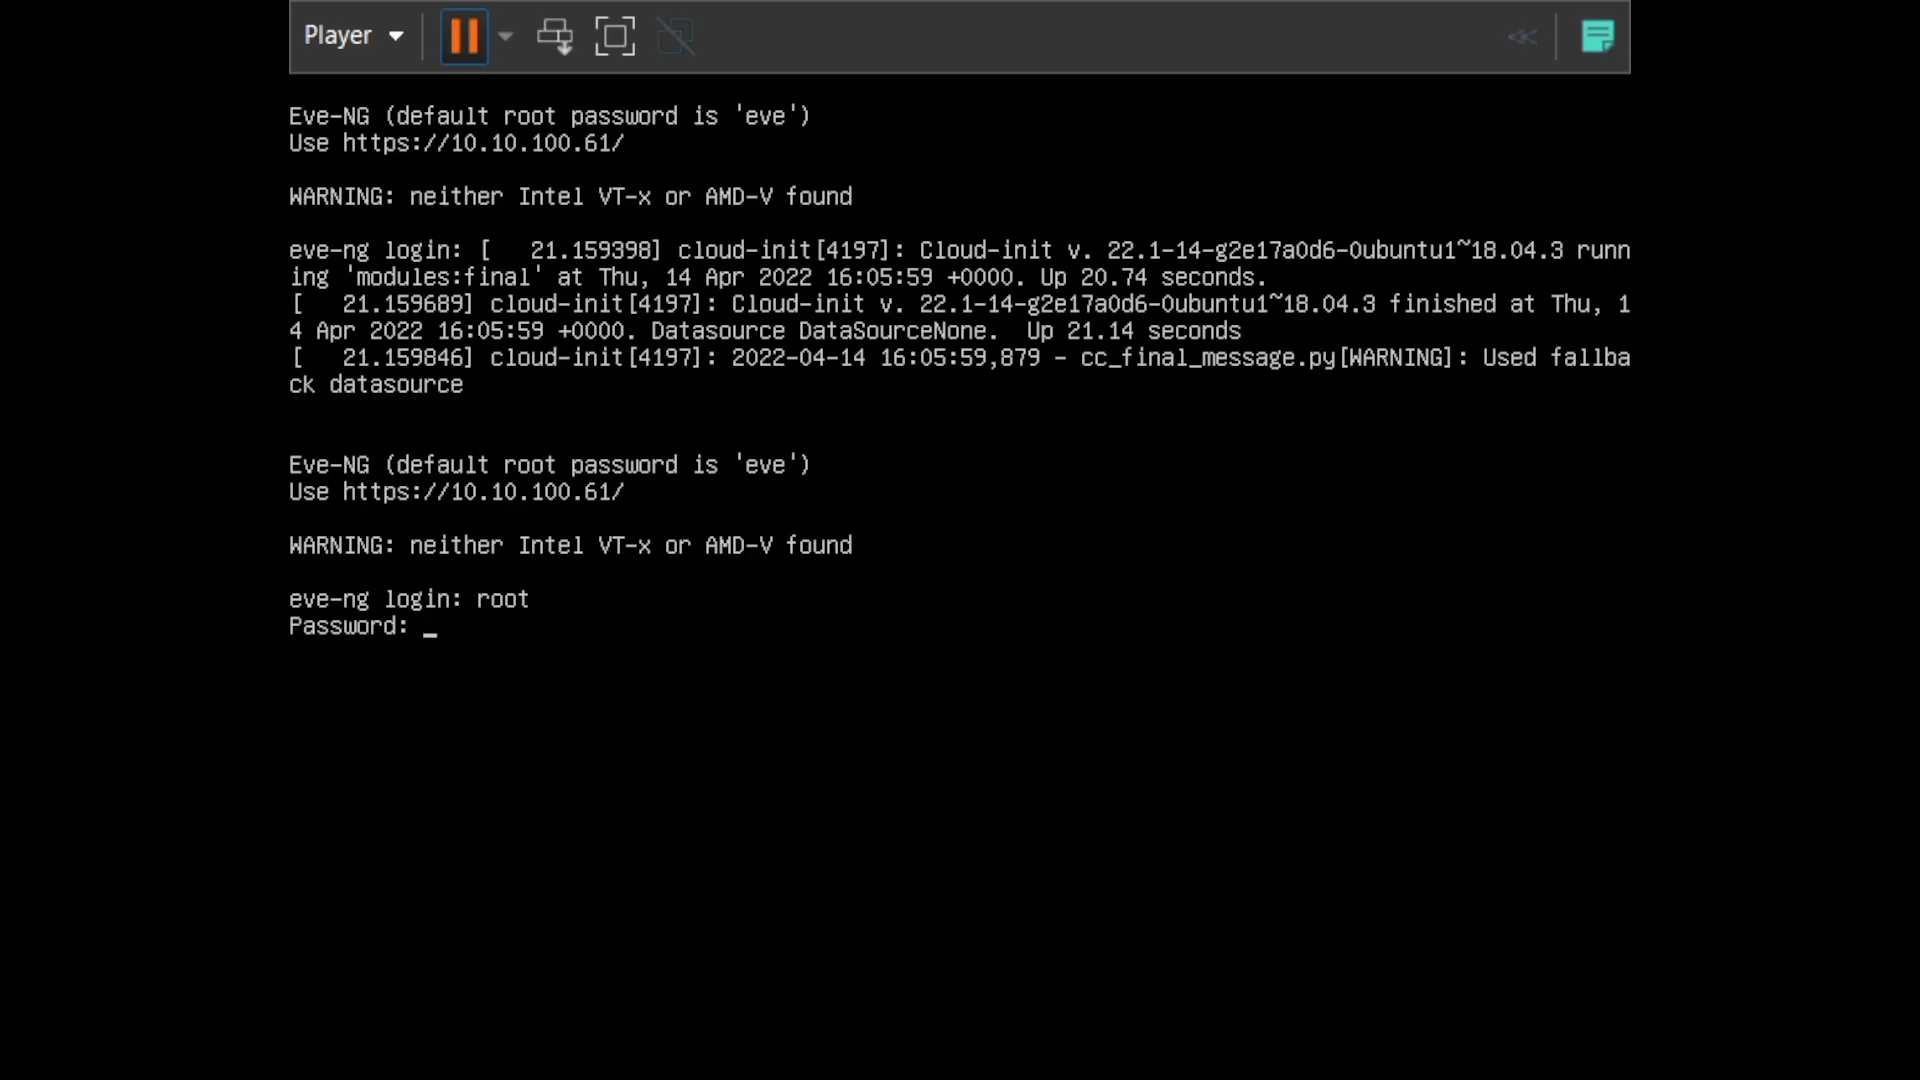 Player
Eve-NG (default root password is 'eve')
Use https://10.10.100.61/
WARNING: neither Intel VT-x or AMD-V found
eve-ng login: [   21.159398] cloud-init[4197]: Cloud-init v. 22.1-14-g2e17a0d6-0ubuntu1~18.04.3 runn
ing 'modules:final' at Thu, 14 Apr 2022 16:05:59 +0000. Up 20.74 seconds.
[   21.159689] cloud-init[4197]: Cloud-init v. 22.1-14-g2e17a0d6-0ubuntu1~18.04.3 finished at Thu, 1
4 Apr 2022 16:05:59 +0000. Datasource DataSourceNone.  Up 21.14 seconds
[   21.159846] cloud-init[4197]: 2022-04-14 16:05:59,879 - cc_final_message.py[WARNING]: Used fallba
ck datasource
Eve-NG (default root password is 'eve')
Use https://10.10.100.61/
WARNING: neither Intel VT-x or AMD-V found
eve-ng login: root
Password: _